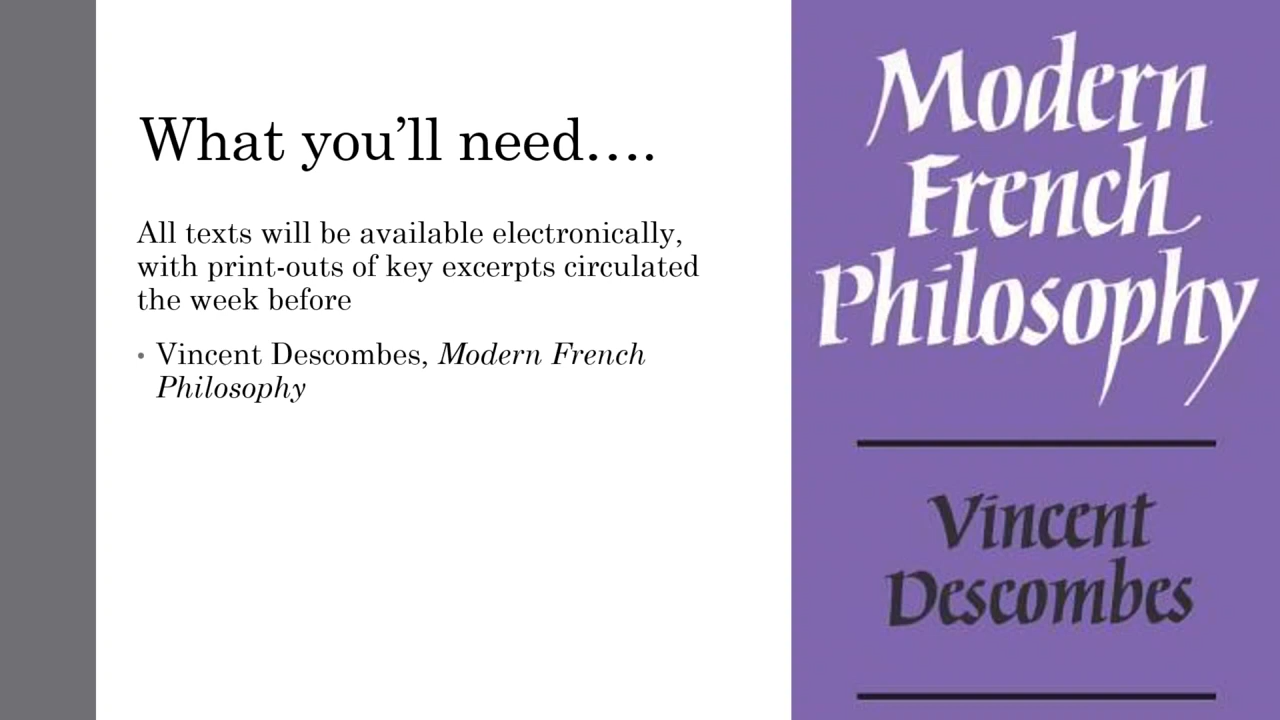 What you’ll need….
All texts will be available electronically,
with print-outs of key excerpts circulated
the week before
• Vincent Descombes, Modern French
Philosophy
Modern
French
Philosophy
Vincent
Descombes